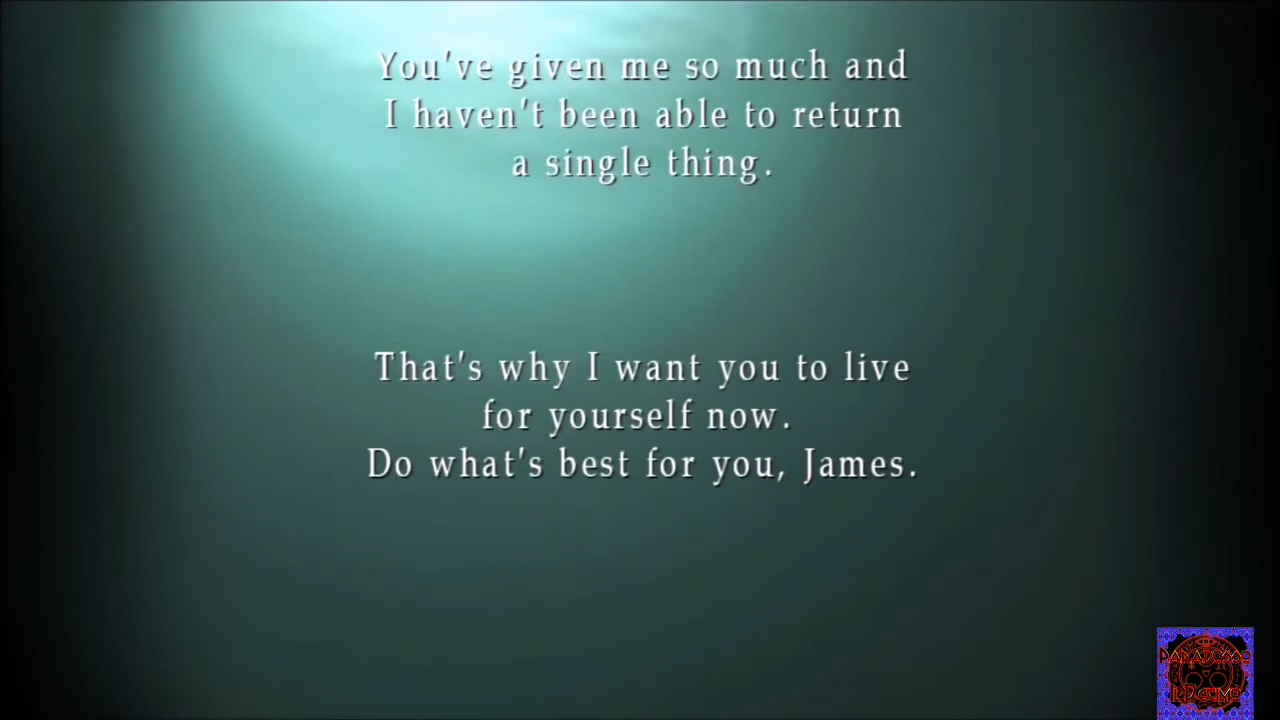 You've given me so much and
I haven't been able to return
a single thing.
That's why I want you to live
for yourself now.
Do what's best for you, James.